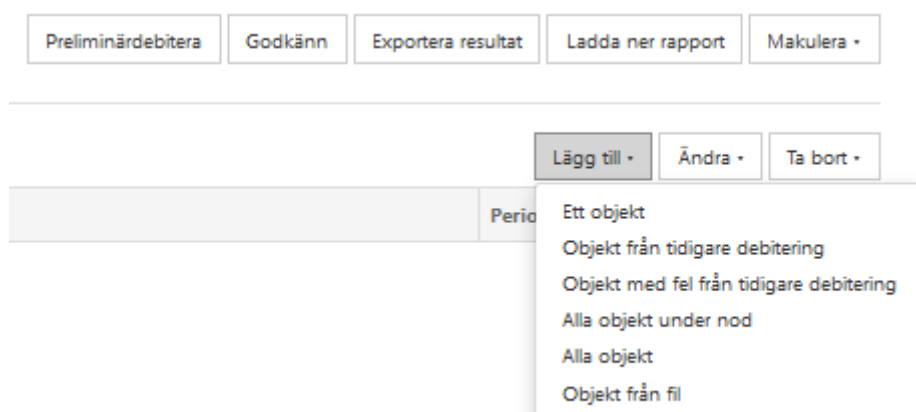 Preliminärdebitera Godkänn Exportera resultat Ladda ner rapport Makulera
Lägg till Ändra Ta bort
Perio
Ett objekt
Objekt från tidigare debitering
Objekt med fel från tidigare debitering
Alla objekt under nod
Alla objekt
Objekt från fil